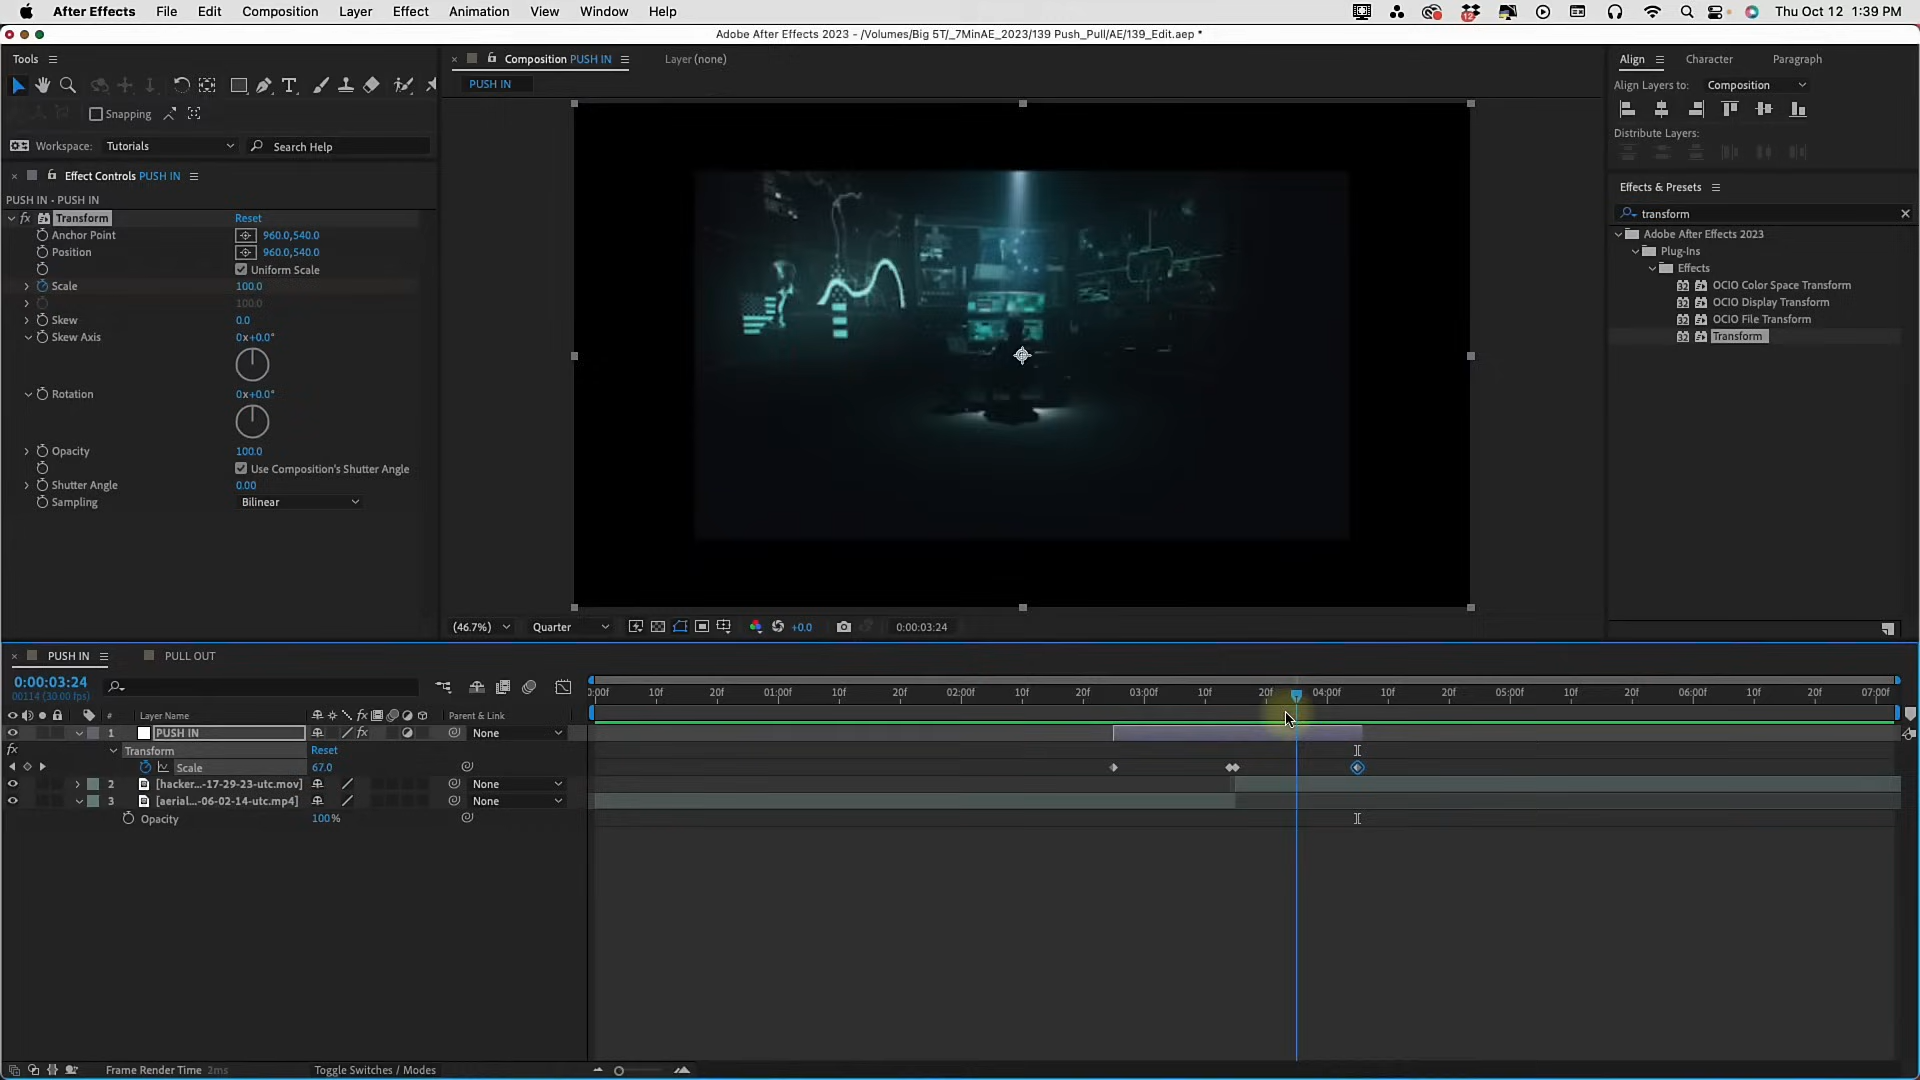 After Effects File Edit Composition Layer Effect Animation View Window Help
Thu Oct 12 1:39 PM
Adobe After Effects 2023 - /Volumes/Big 5T/_7MinAE_2023/139 Push_Pull/AE/139_Edit.aep *
Tools
Snapping
Workspace: Tutorials
Search Help
Effect Controls PUSH IN
PUSH IN - PUSH IN
fx Transform Reset
Anchor Point 960.0,540.0
Position 960.0,540.0
Uniform Scale
Scale 100.0
100.0
Skew 0.0
Skew Axis 0x+0.0°
Rotation 0x+0.0°
Opacity 100.0
Use Composition's Shutter Angle
Shutter Angle 0.00
Sampling Bilinear
Composition PUSH IN
Layer (none)
PUSH IN
(46.7%) Quarter +0.0 0:00:03:24
Align Character Paragraph
Align Layers to: Composition
Distribute Layers:
Effects & Presets
transform
Adobe After Effects 2023
Plug-Ins
Effects
32 OCIO Color Space Transform
32 OCIO Display Transform
32 OCIO File Transform
32 Transform
PUSH IN PULL OUT
0:00:03:24
00114 (30.00 fps)
:00f 10f 20f 01:00f 10f 20f 02:00f 10f 20f 03:00f 10f 20f 04:00f 10f 20f 05:00f 10f 20f 06:00f 10f 20f 07:00f
# Layer Name fx Parent & Link
1 PUSH IN fx None
fx Transform Reset
Scale 67.0
2 [hacker...-17-29-23-utc.mov] None
3 [aerial...-06-02-14-utc.mp4] None
Opacity 100%
Frame Render Time 2ms
Toggle Switches / Modes